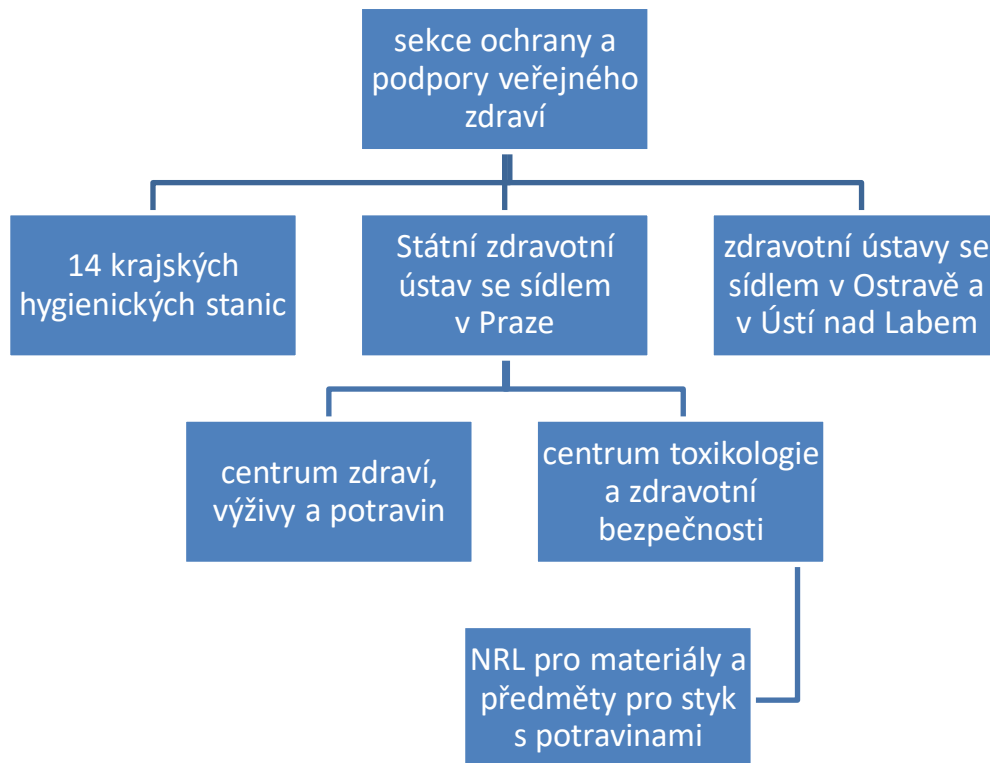 sekce ochrany a
podpory veřejného
zdraví
14 krajských
hygienických stanic
Státní zdravotní
ústav se sídlem
v Praze
zdravotní ústavy se
sídlem v Ostravě a
v Ústí nad Labem
centrum zdraví,
výživy a potravin
centrum toxikologie
a zdravotní
bezpečnosti
NRL pro materiály a
předměty pro styk
s potravinami